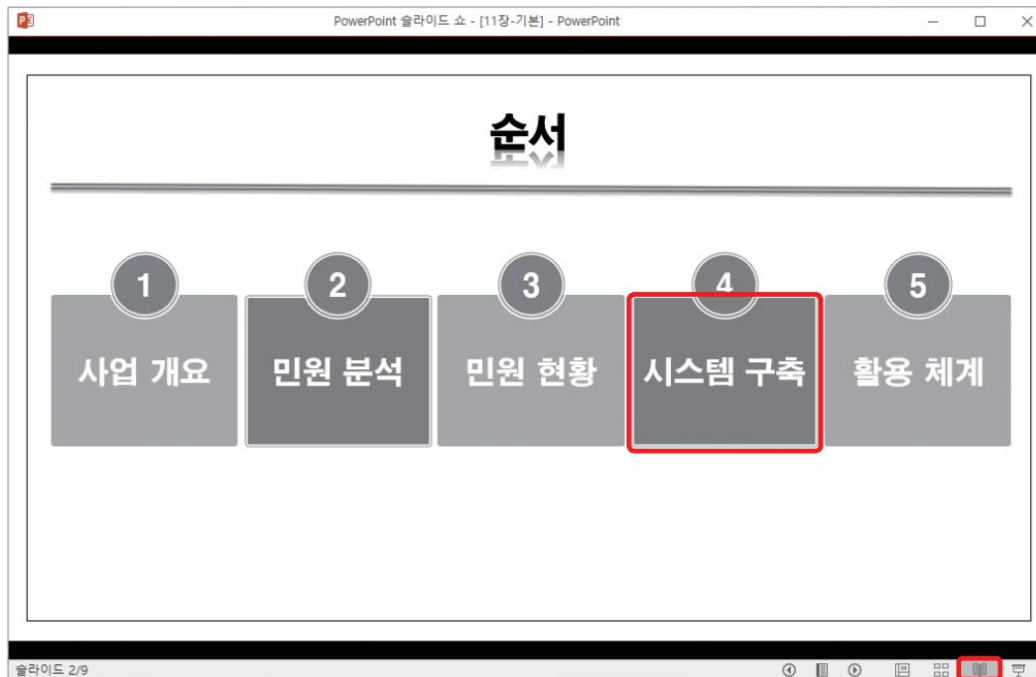 PowerPoint 슬라이드 쇼 - [11장-기본] - PowerPoint
순서
1 2 3 4 5
사업 개요 민원 분석 민원 현황 시스템 구축 활용 체계
슬라이드 2/9